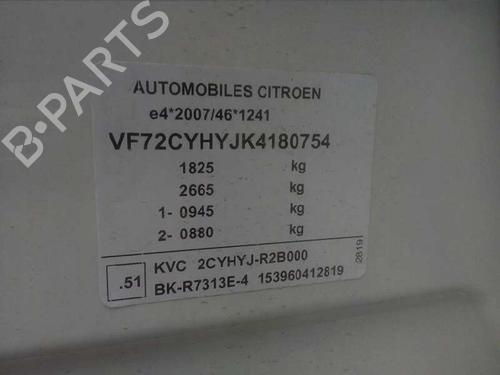 B-PARTS
AUTOMOBILES CITROEN
e4*2007/46*1241
VF72CYHYJK4180754
1825 kg
2665 kg
1- 0945 kg
2- 0880 kg
.51 KVC 2CYHYJ-R2B000
BK-R7313E-4 153960412819
2819